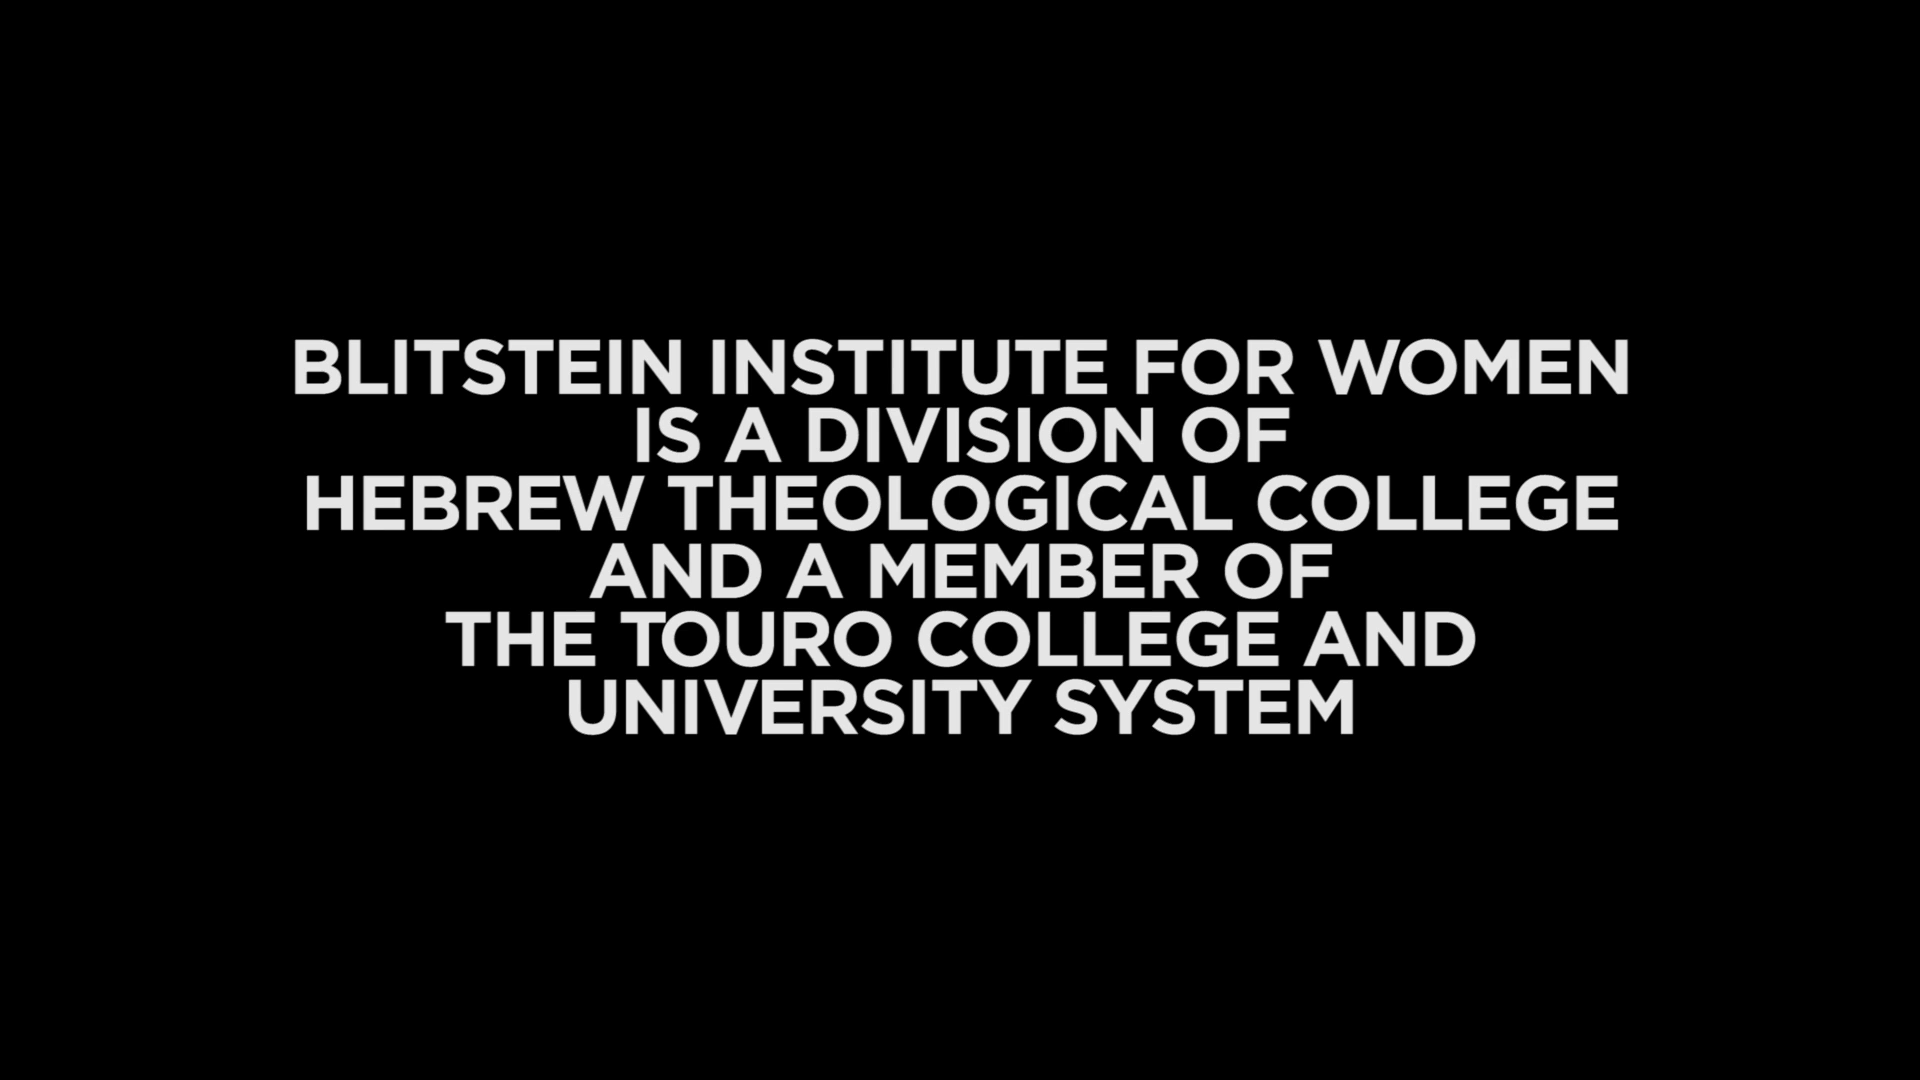 BLITSTEIN INSTITUTE FOR WOMEN
IS A DIVISION OF
HEBREW THEOLOGICAL COLLEGE
AND A MEMBER OF
THE TOURO COLLEGE AND
UNIVERSITY SYSTEM